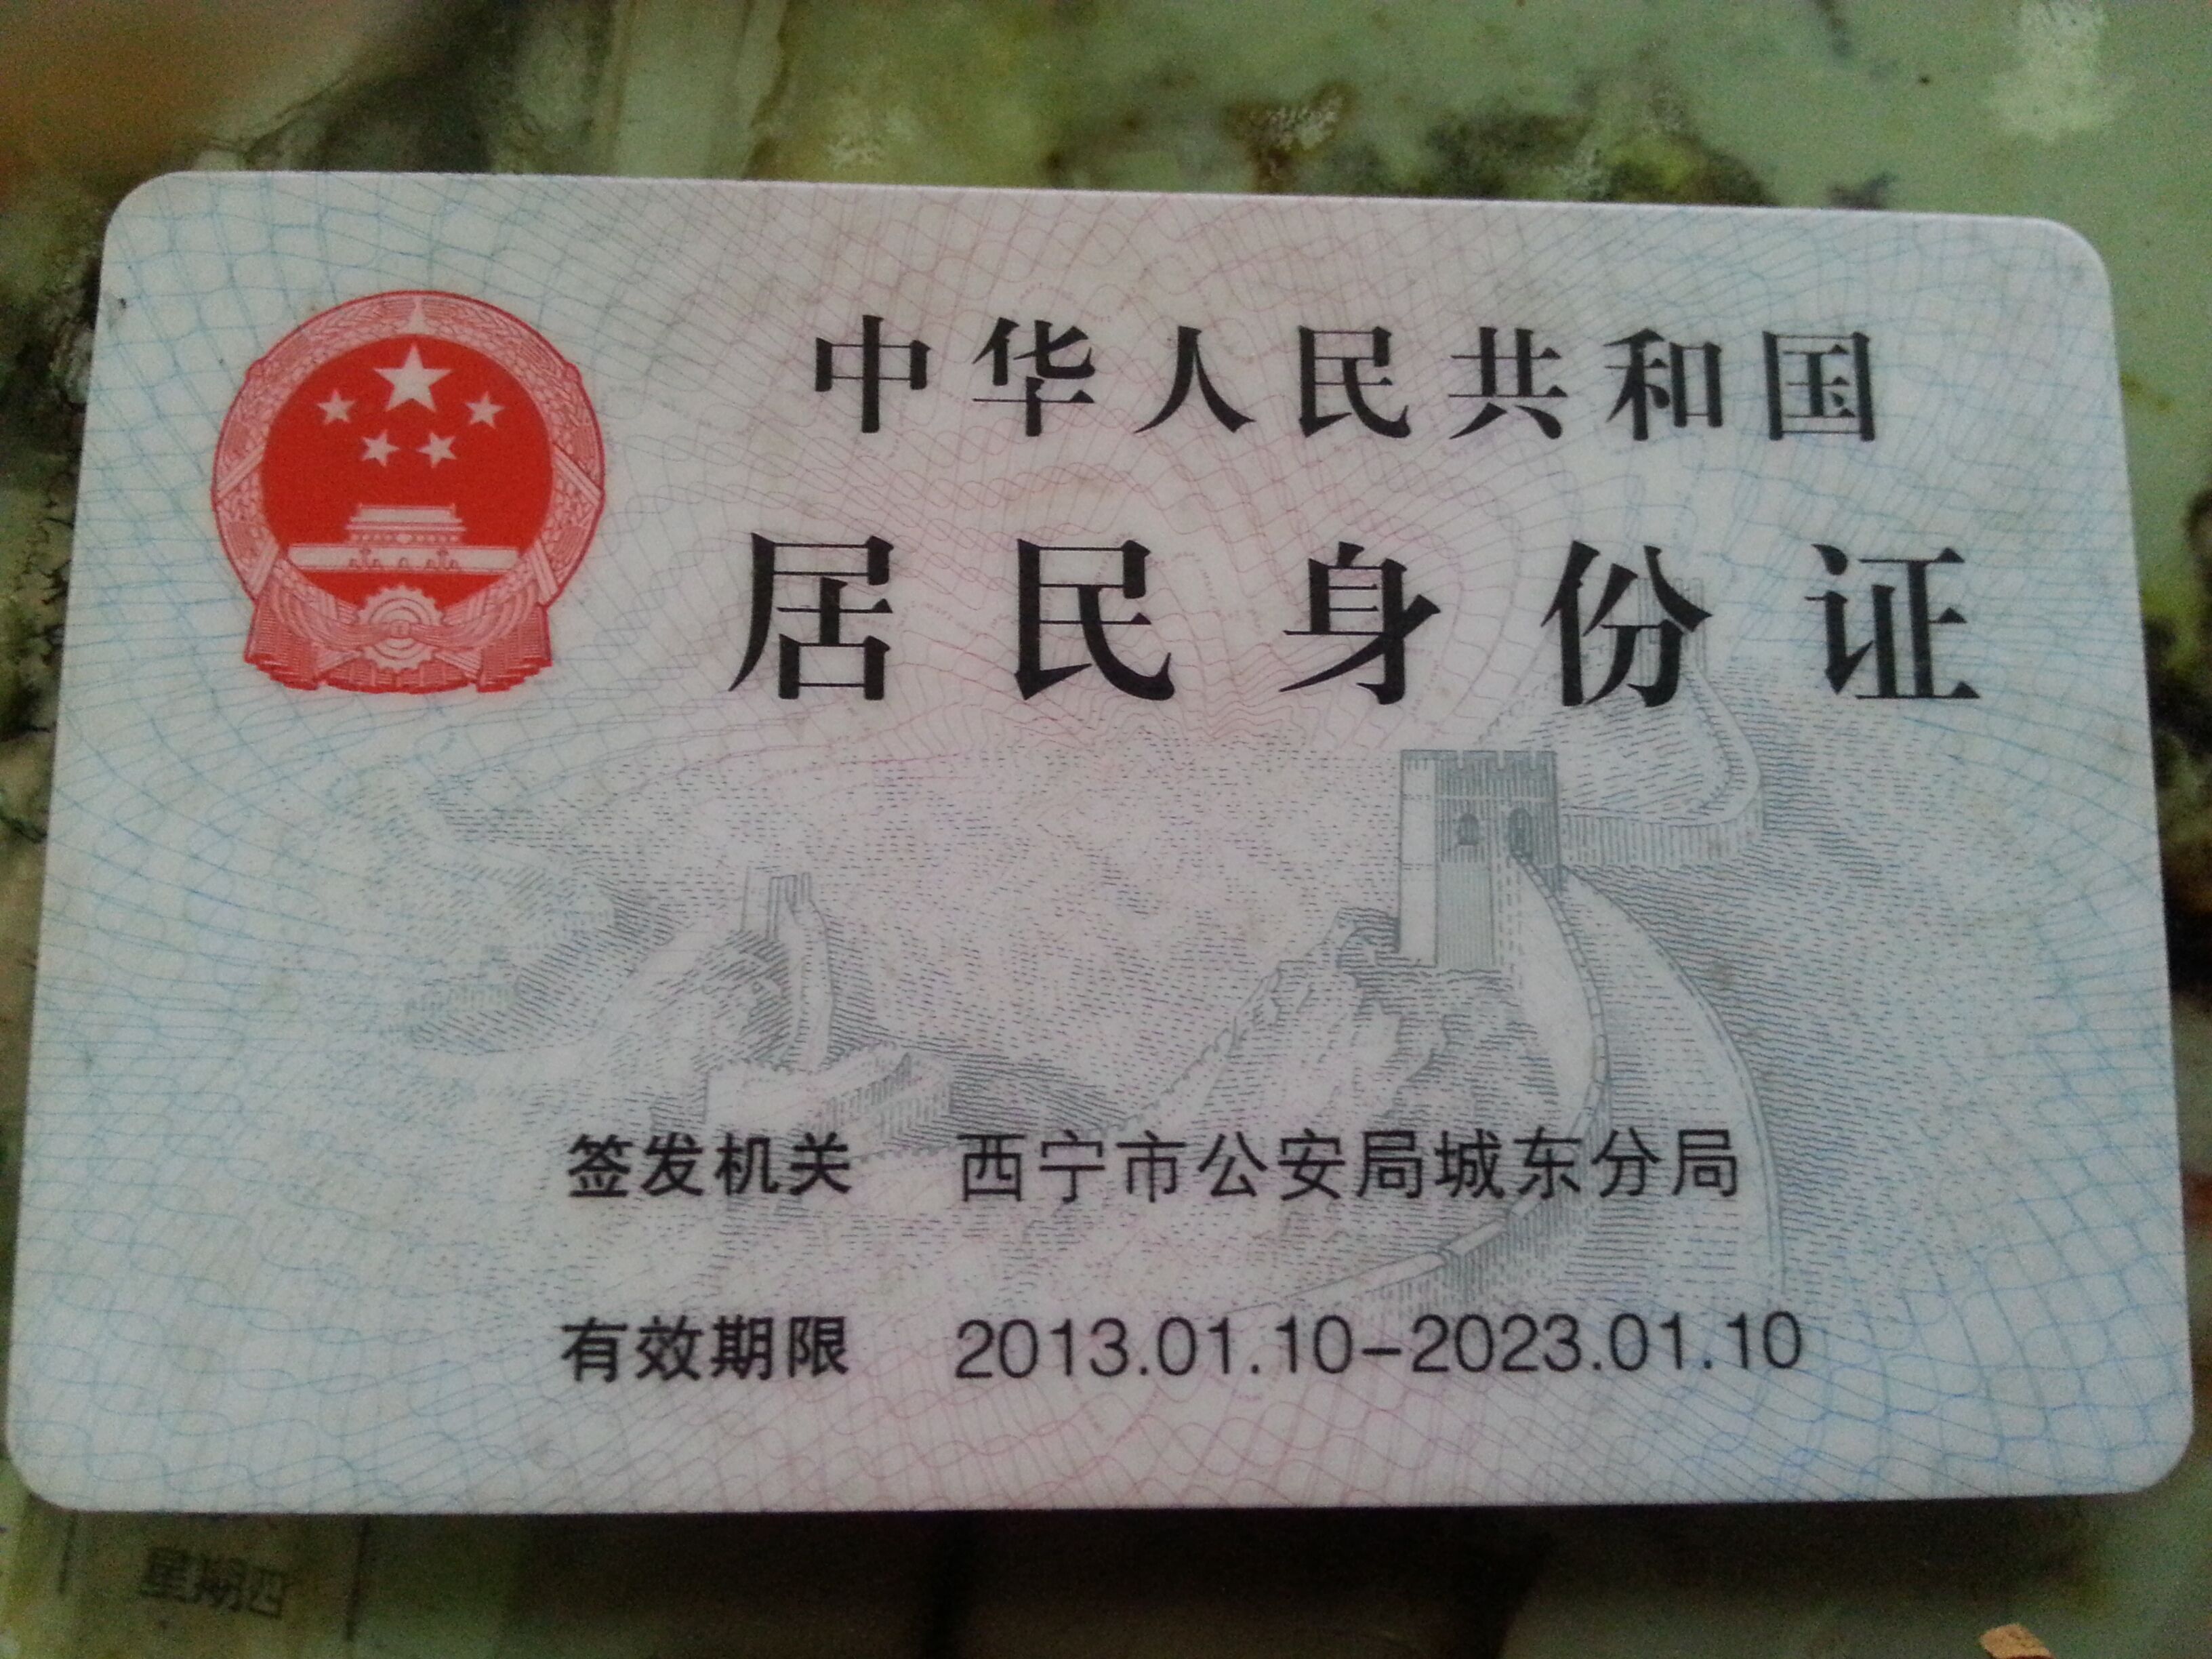 中华人民共和国
居民身份证
签发机关 西宁市公安局城东分局
有效期限 2013.01.10-2023.01.10
星期四